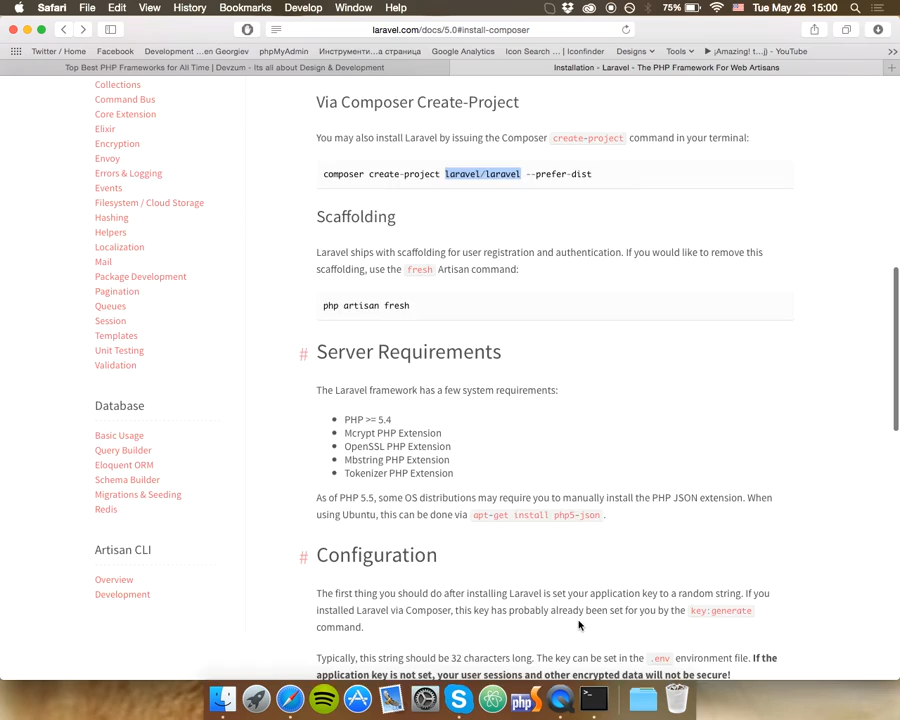 Safari File Edit View History Bookmarks Develop Window Help 75% Tue May 26 15:00
laravel.com/docs/5.0#install-composer
Twitter / Home Facebook Development ...en Georgiev phpMyAdmin Инструменти...а страница Google Analytics Icon Search ... | Iconfinder Designs Tools ▶ ¡Amazing! t...j) - YouTube >>
Top Best PHP Frameworks for All Time | Devzum - Its all about Design & Development Installation - Laravel - The PHP Framework For Web Artisans +
Collections
Command Bus
Core Extension
Elixir
Encryption
Envoy
Errors & Logging
Events
Filesystem / Cloud Storage
Hashing
Helpers
Localization
Mail
Package Development
Pagination
Queues
Session
Templates
Unit Testing
Validation
Database
Basic Usage
Query Builder
Eloquent ORM
Schema Builder
Migrations & Seeding
Redis
Artisan CLI
Overview
Development
Via Composer Create-Project
You may also install Laravel by issuing the Composer create-project command in your terminal:
composer create-project laravel/laravel --prefer-dist
Scaffolding
Laravel ships with scaffolding for user registration and authentication. If you would like to remove this
scaffolding, use the fresh Artisan command:
php artisan fresh
# Server Requirements
The Laravel framework has a few system requirements:
• PHP >= 5.4
• Mcrypt PHP Extension
• OpenSSL PHP Extension
• Mbstring PHP Extension
• Tokenizer PHP Extension
As of PHP 5.5, some OS distributions may require you to manually install the PHP JSON extension. When
using Ubuntu, this can be done via apt-get install php5-json.
# Configuration
The first thing you should do after installing Laravel is set your application key to a random string. If you
installed Laravel via Composer, this key has probably already been set for you by the key:generate
command.
Typically, this string should be 32 characters long. The key can be set in the .env environment file. If the
application key is not set, your user sessions and other encrypted data will not be secure!
php